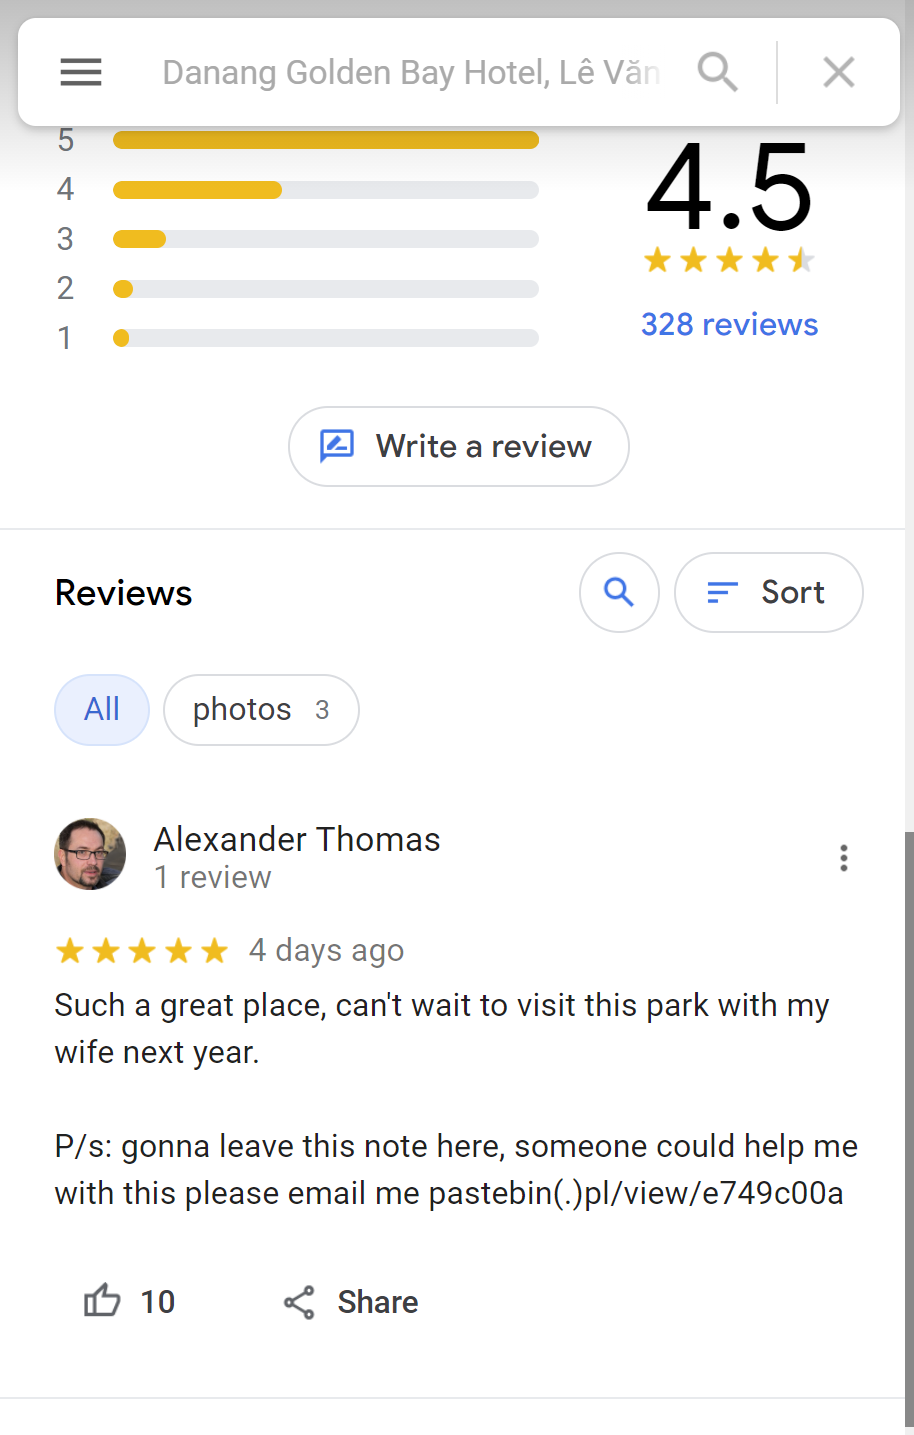 Danang Golden Bay Hotel, Lê Văn
5
4
3
2
1
4.5
328 reviews
Write a review
Reviews
Sort
All
photos 3
Alexander Thomas
1 review
4 days ago
Such a great place, can't wait to visit this park with my
wife next year.
P/s: gonna leave this note here, someone could help me
with this please email me pastebin(.)pl/view/e749c00a
10
Share